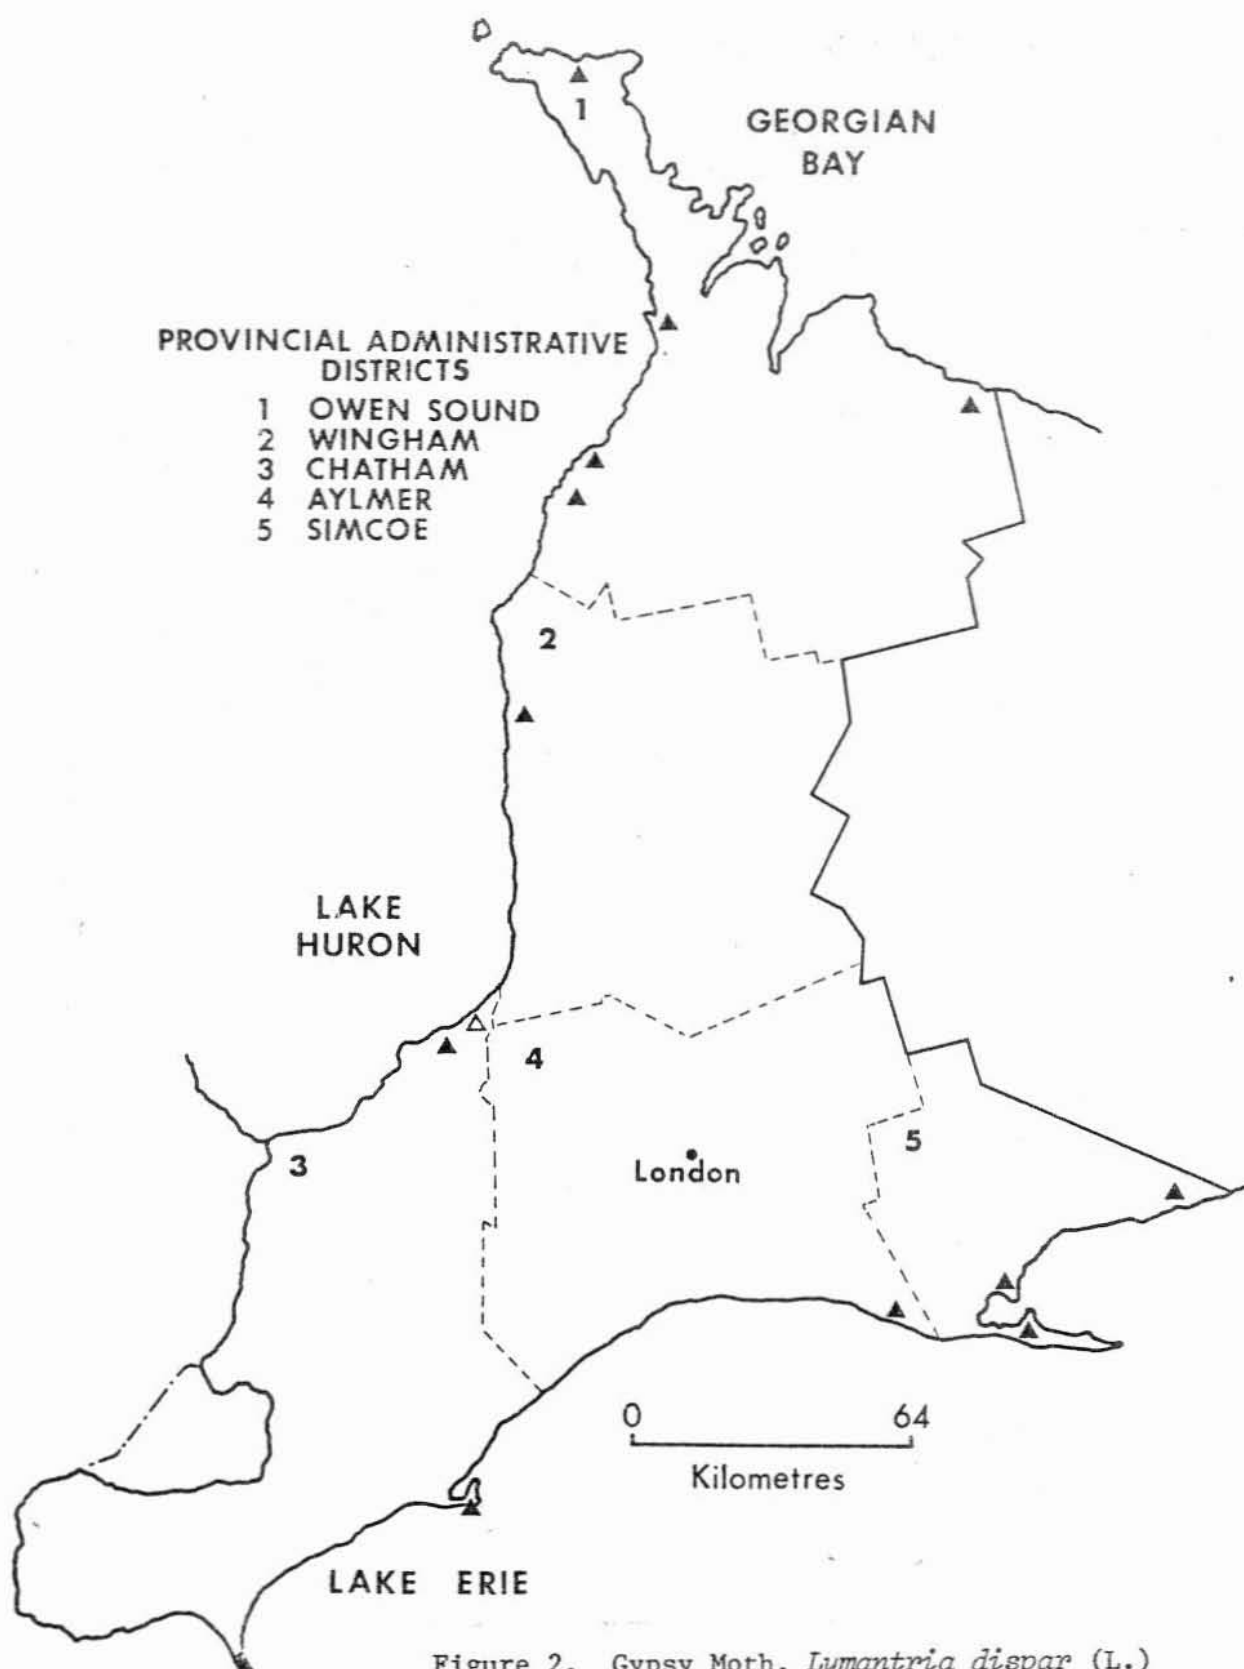 1
GEORGIAN
BAY
PROVINCIAL ADMINISTRATIVE
DISTRICTS
1 OWEN SOUND
2 WINGHAM
3 CHATHAM
4 AYLMER
5 SIMCOE
2
LAKE
HURON
4
5
3
London
0 64
Kilometres
LAKE ERIE
Figure 2. Gypsy Moth, Lymantria dispar (L.)